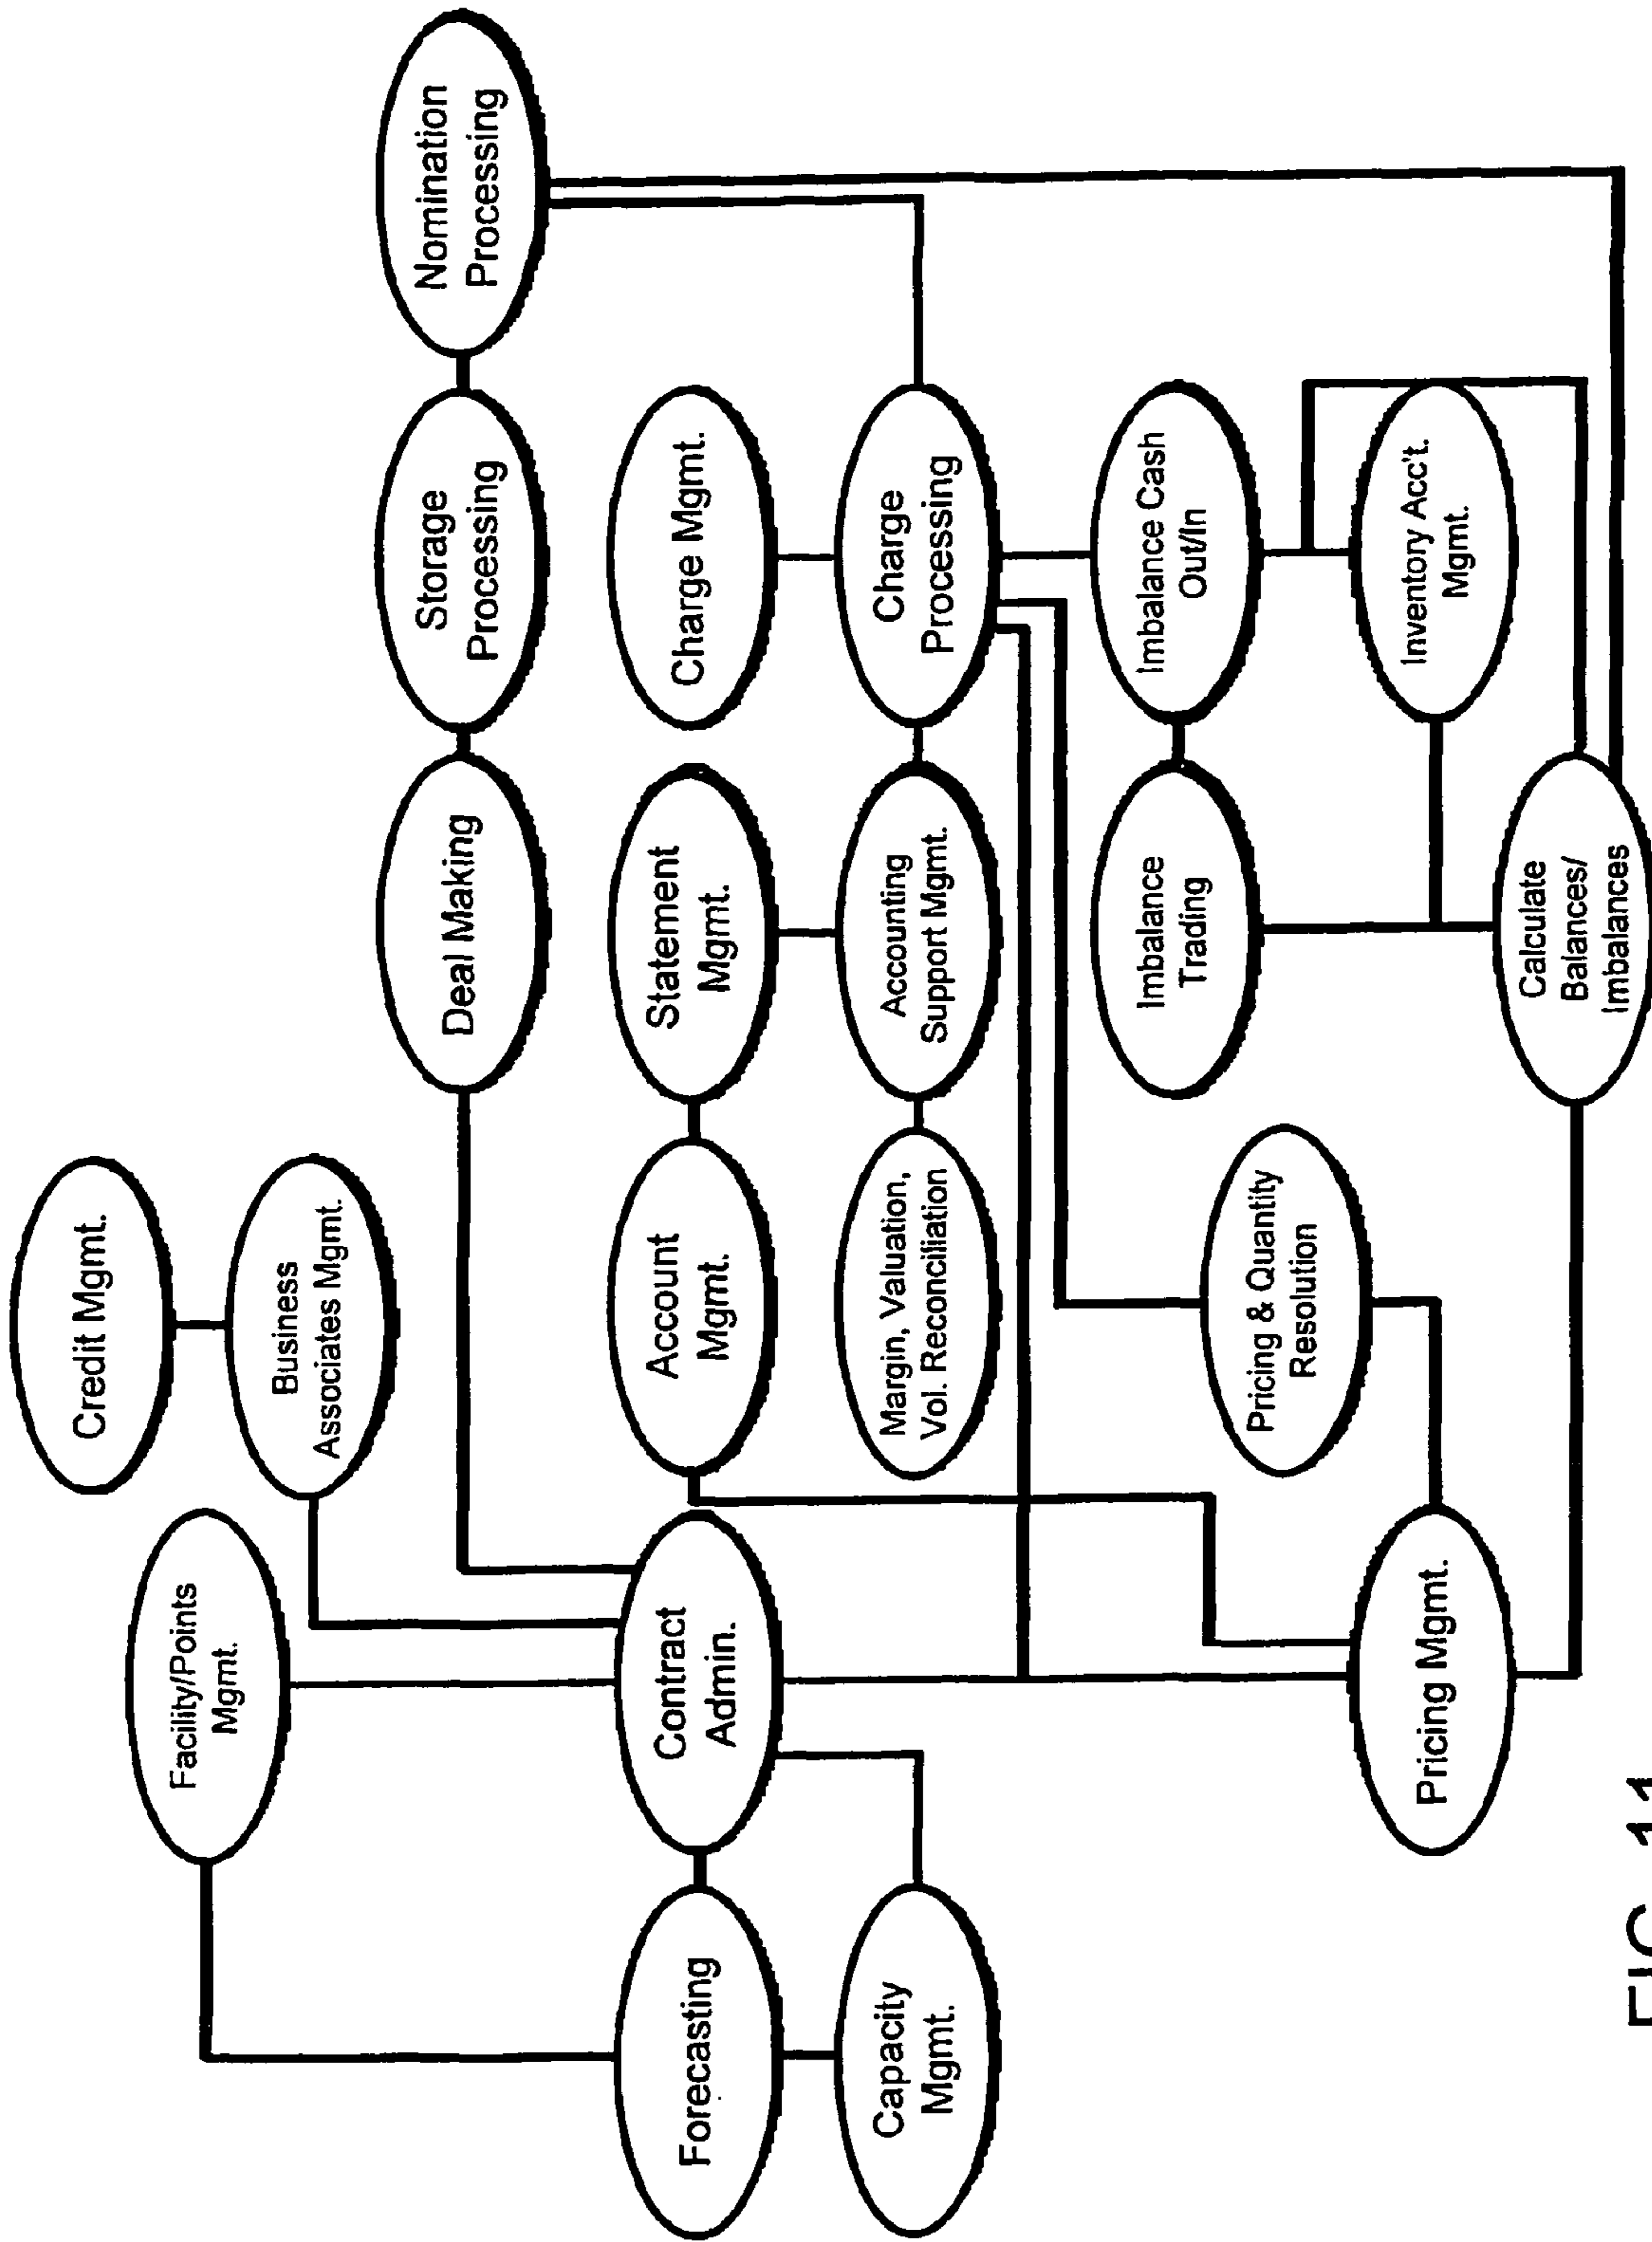 Credit Mgmt.
Facility/Points
Mgmt.
Business
Associates Mgmt.
Deal Making
Storage
Processing
Nomination
Processing
Forecasting
Contract
Admin.
Account
Mgmt.
Statement
Mgmt.
Charge Mgmt.
Capacity
Mgmt.
Margin, Valuation,
Vol. Reconciliation
Accounting
Support Mgmt.
Charge
Processing
Imbalance
Trading
Imbalance Cash
Out/In
Pricing & Quantity
Resolution
Pricing Mgmt.
Inventory Acc't.
Mgmt.
Calculate
Balances/
Imbalances
FIG. 11